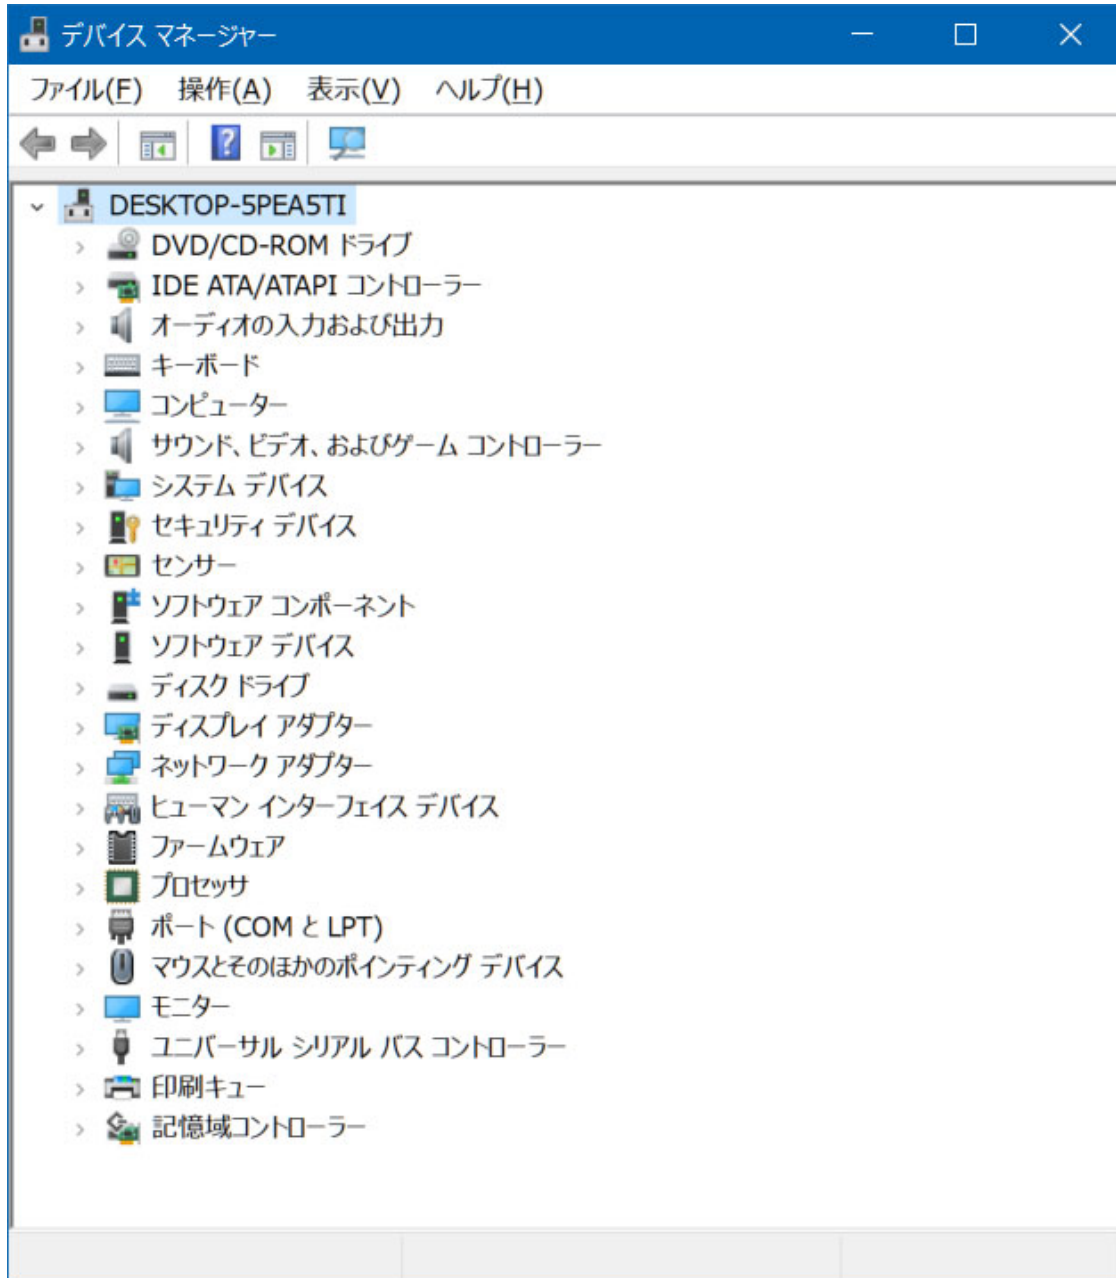 デバイス マネージャー
ファイル(F) 操作(A) 表示(V) ヘルプ(H)
DESKTOP-5PEA5TI
DVD/CD-ROM ドライブ
IDE ATA/ATAPI コントローラー
オーディオの入力および出力
キーボード
コンピューター
サウンド、ビデオ、およびゲーム コントローラー
システム デバイス
セキュリティ デバイス
センサー
ソフトウェア コンポーネント
ソフトウェア デバイス
ディスク ドライブ
ディスプレイ アダプター
ネットワーク アダプター
ヒューマン インターフェイス デバイス
ファームウェア
プロセッサ
ポート (COM と LPT)
マウスとそのほかのポインティング デバイス
モニター
ユニバーサル シリアル バス コントローラー
印刷キュー
記憶域コントローラー